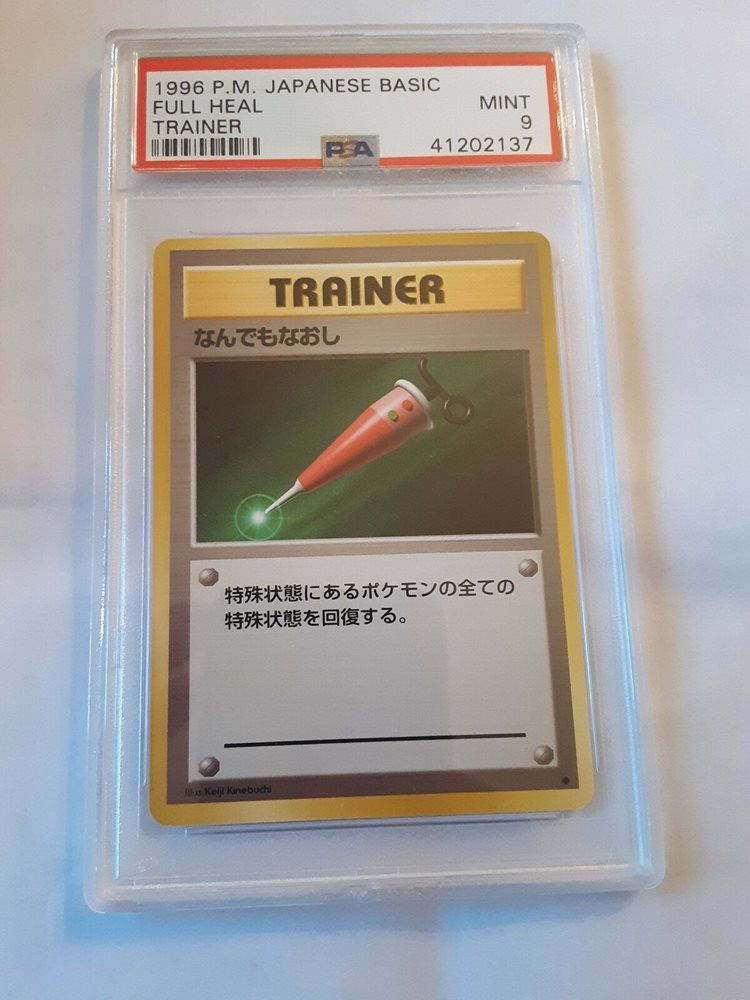 1996 P.M. JAPANESE BASIC
FULL HEAL MINT
TRAINER 9
PSA 41202137
TRAINER
なんでもなおし
特殊状態にあるポケモンの全ての
特殊状態を回復する。
Illus. Keiji Kinebuchi